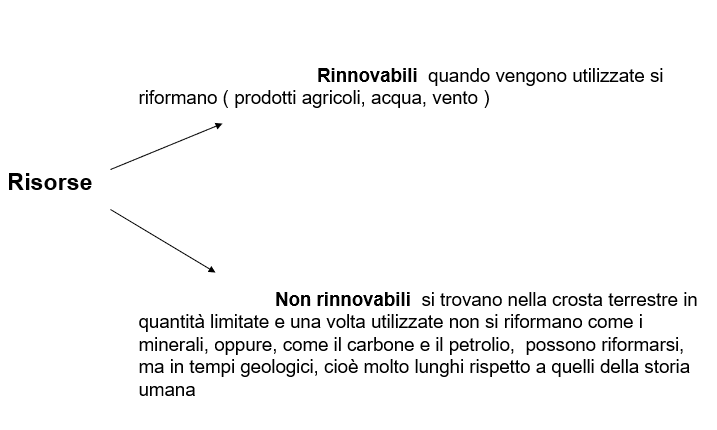 Rinnovabili quando vengono utilizzate si
riformano ( prodotti agricoli, acqua, vento )
Risorse
Non rinnovabili si trovano nella crosta terrestre in
quantità limitate e una volta utilizzate non si riformano come i
minerali, oppure, come il carbone e il petrolio, possono riformarsi,
ma in tempi geologici, cioè molto lunghi rispetto a quelli della storia
umana